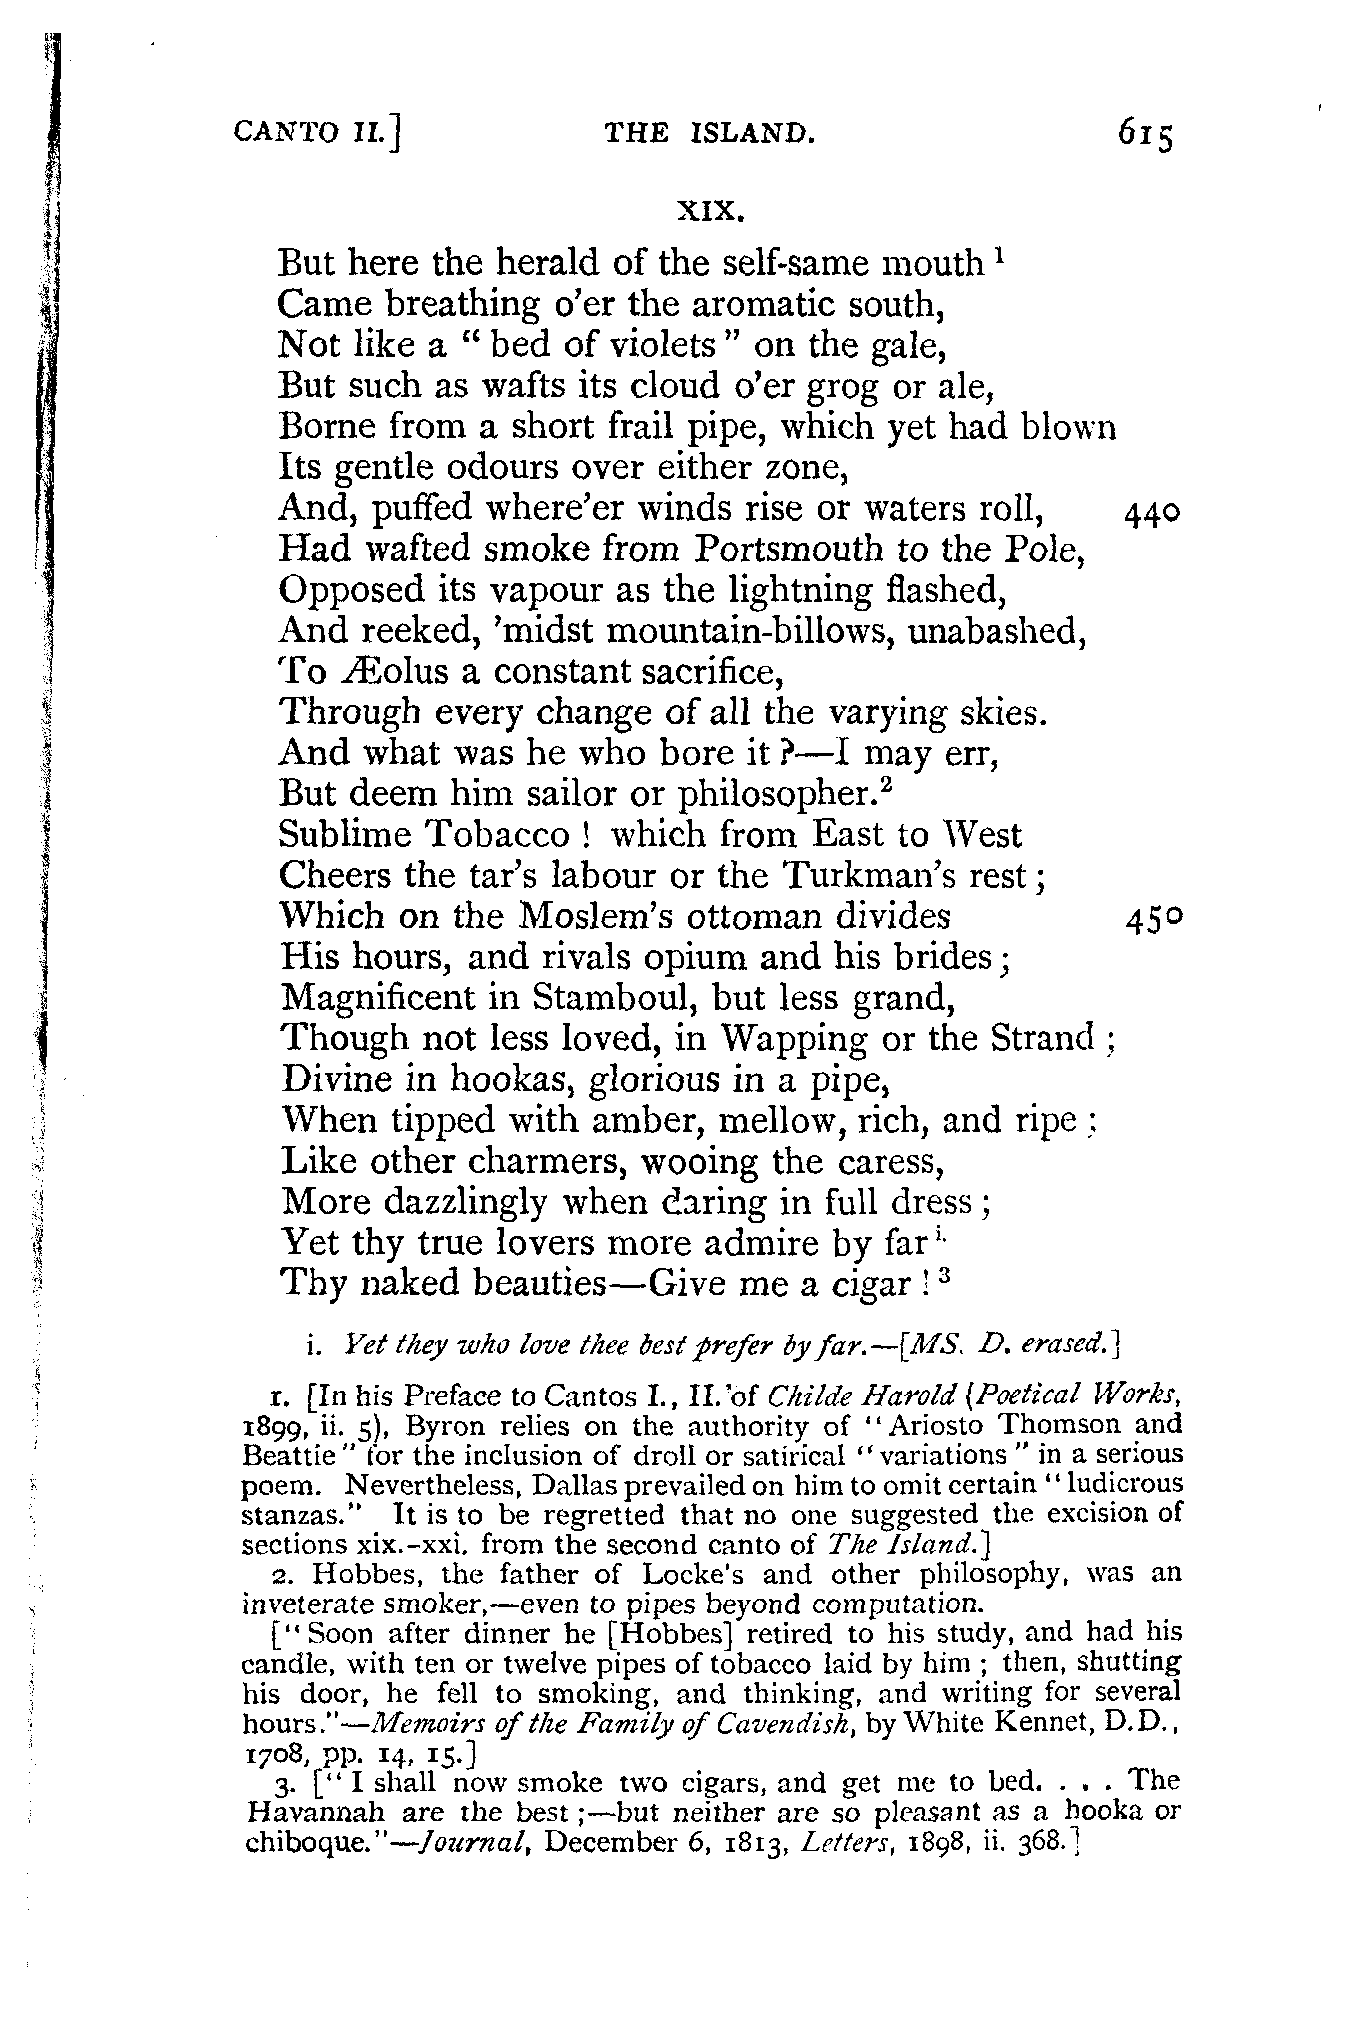 CANTO II.] THE ISLAND. 615
XIX.
But here the herald of the self-same mouth ¹
Came breathing o'er the aromatic south,
Not like a " bed of violets " on the gale,
But such as wafts its cloud o'er grog or ale,
Borne from a short frail pipe, which yet had blown
Its gentle odours over either zone,
And, puffed where'er winds rise or waters roll, 440
Had wafted smoke from Portsmouth to the Pole,
Opposed its vapour as the lightning flashed,
And reeked, 'midst mountain-billows, unabashed,
To Æolus a constant sacrifice,
Through every change of all the varying skies.
And what was he who bore it ?—I may err,
But deem him sailor or philosopher.²
Sublime Tobacco ! which from East to West
Cheers the tar's labour or the Turkman's rest ;
Which on the Moslem's ottoman divides 450
His hours, and rivals opium and his brides ;
Magnificent in Stamboul, but less grand,
Though not less loved, in Wapping or the Strand ;
Divine in hookas, glorious in a pipe,
When tipped with amber, mellow, rich, and ripe ;
Like other charmers, wooing the caress,
More dazzlingly when daring in full dress ;
Yet thy true lovers more admire by far i.
Thy naked beauties—Give me a cigar ! ³
i. Yet they who love thee best prefer by far.—[MS. D. erased.]
1. [In his Preface to Cantos I., II. of Childe Harold (Poetical Works,
1899, ii. 5), Byron relies on the authority of "Ariosto Thomson and
Beattie" for the inclusion of droll or satirical "variations" in a serious
poem. Nevertheless, Dallas prevailed on him to omit certain "ludicrous
stanzas." It is to be regretted that no one suggested the excision of
sections xix.-xxi. from the second canto of The Island.]
2. Hobbes, the father of Locke's and other philosophy, was an
inveterate smoker,—even to pipes beyond computation.
["Soon after dinner he [Hobbes] retired to his study, and had his
candle, with ten or twelve pipes of tobacco laid by him ; then, shutting
his door, he fell to smoking, and thinking, and writing for several
hours."—Memoirs of the Family of Cavendish, by White Kennet, D.D.,
1708, pp. 14, 15.]
3. ["I shall now smoke two cigars, and get me to bed. . . . The
Havannah are the best ;—but neither are so pleasant as a hooka or
chiboque."—Journal, December 6, 1813, Letters, 1898, ii. 368.]